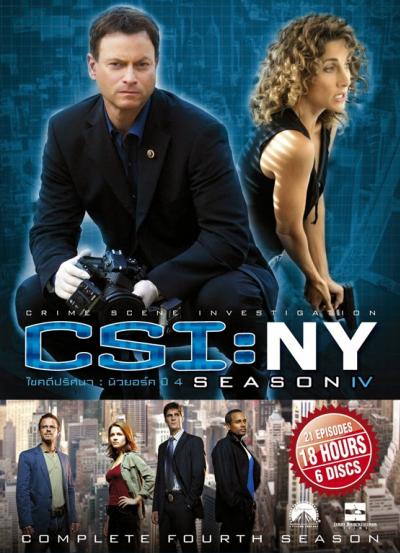 CRIME SCENE INVESTIGATION
CSI: NY
ไขคดีปริศนา : นิวยอร์ค ปี 4 SEASON IV
21 EPISODES
18 HOURS
6 DISCS
COMPLETE FOURTH SEASON